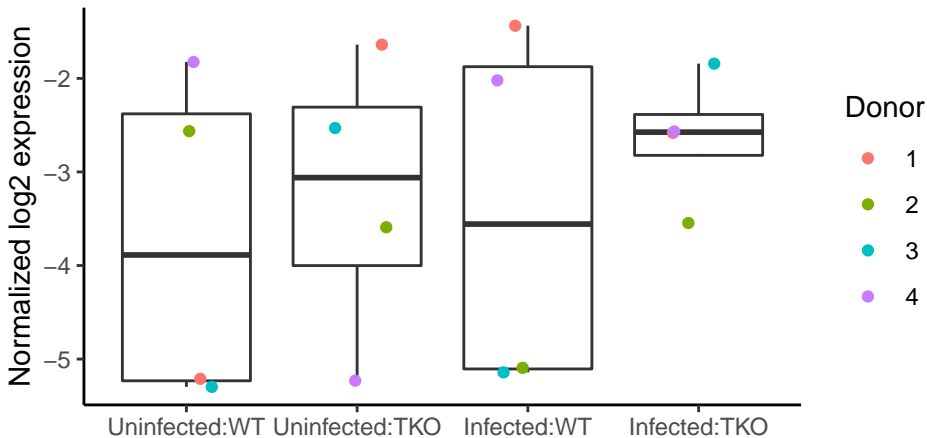 Normalized log2 expression
−2
−3
−4
−5
Uninfected:WT Uninfected:TKO Infected:WT Infected:TKO
Donor
1
2
3
4